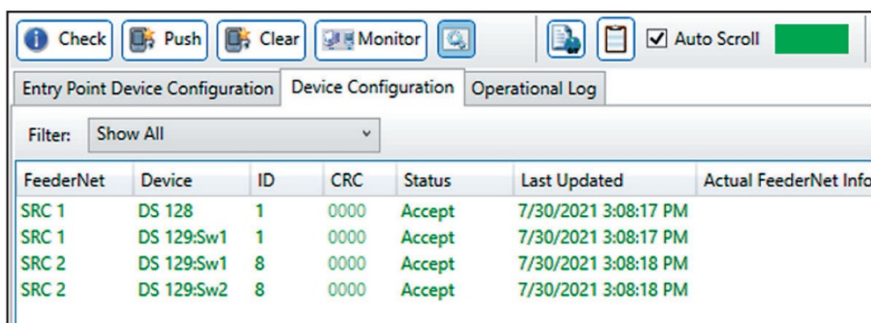 Check Push Clear Monitor Auto Scroll
Entry Point Device Configuration Device Configuration Operational Log
Filter: Show All
FeederNet Device ID CRC Status Last Updated Actual FeederNet Info
SRC 1 DS 128 1 0000 Accept 7/30/2021 3:08:17 PM
SRC 1 DS 129:Sw1 1 0000 Accept 7/30/2021 3:08:17 PM
SRC 2 DS 129:Sw1 8 0000 Accept 7/30/2021 3:08:18 PM
SRC 2 DS 129:Sw2 8 0000 Accept 7/30/2021 3:08:18 PM